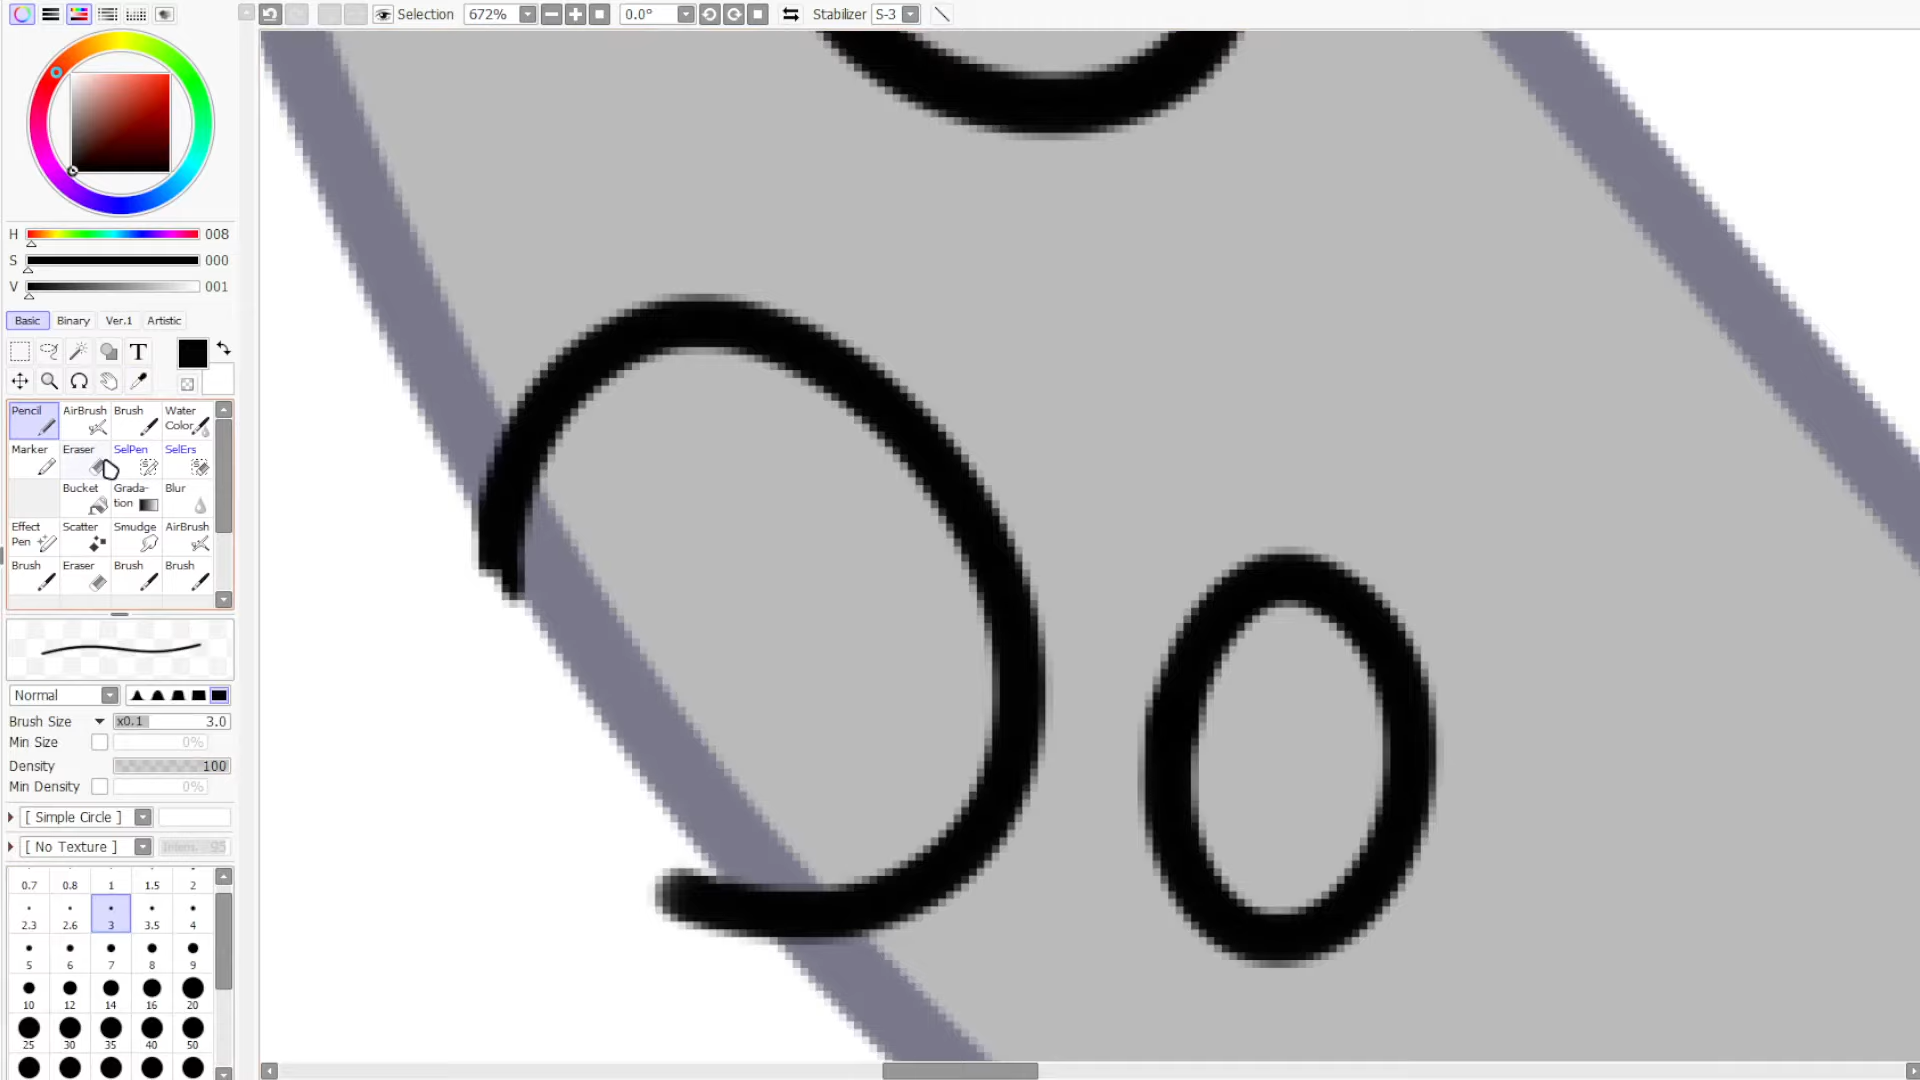 Selection 672% 0.0° Stabilizer S-3
H 008
S 000
V 001
Basic Binary Ver.1 Artistic
T
Pencil AirBrush Brush Water Color
Marker Eraser SelPen SelErs
Bucket Grada-tion Blur
Effect Pen Scatter Smudge AirBrush
Brush Eraser Brush Brush
Normal
Brush Size x0.1 3.0
Min Size 0%
Density 100
Min Density 0%
[ Simple Circle ]
[ No Texture ] Intens. 95
0.7 0.8 1 1.5 2
2.3 2.6 3 3.5 4
5 6 7 8 9
10 12 14 16 20
25 30 35 40 50